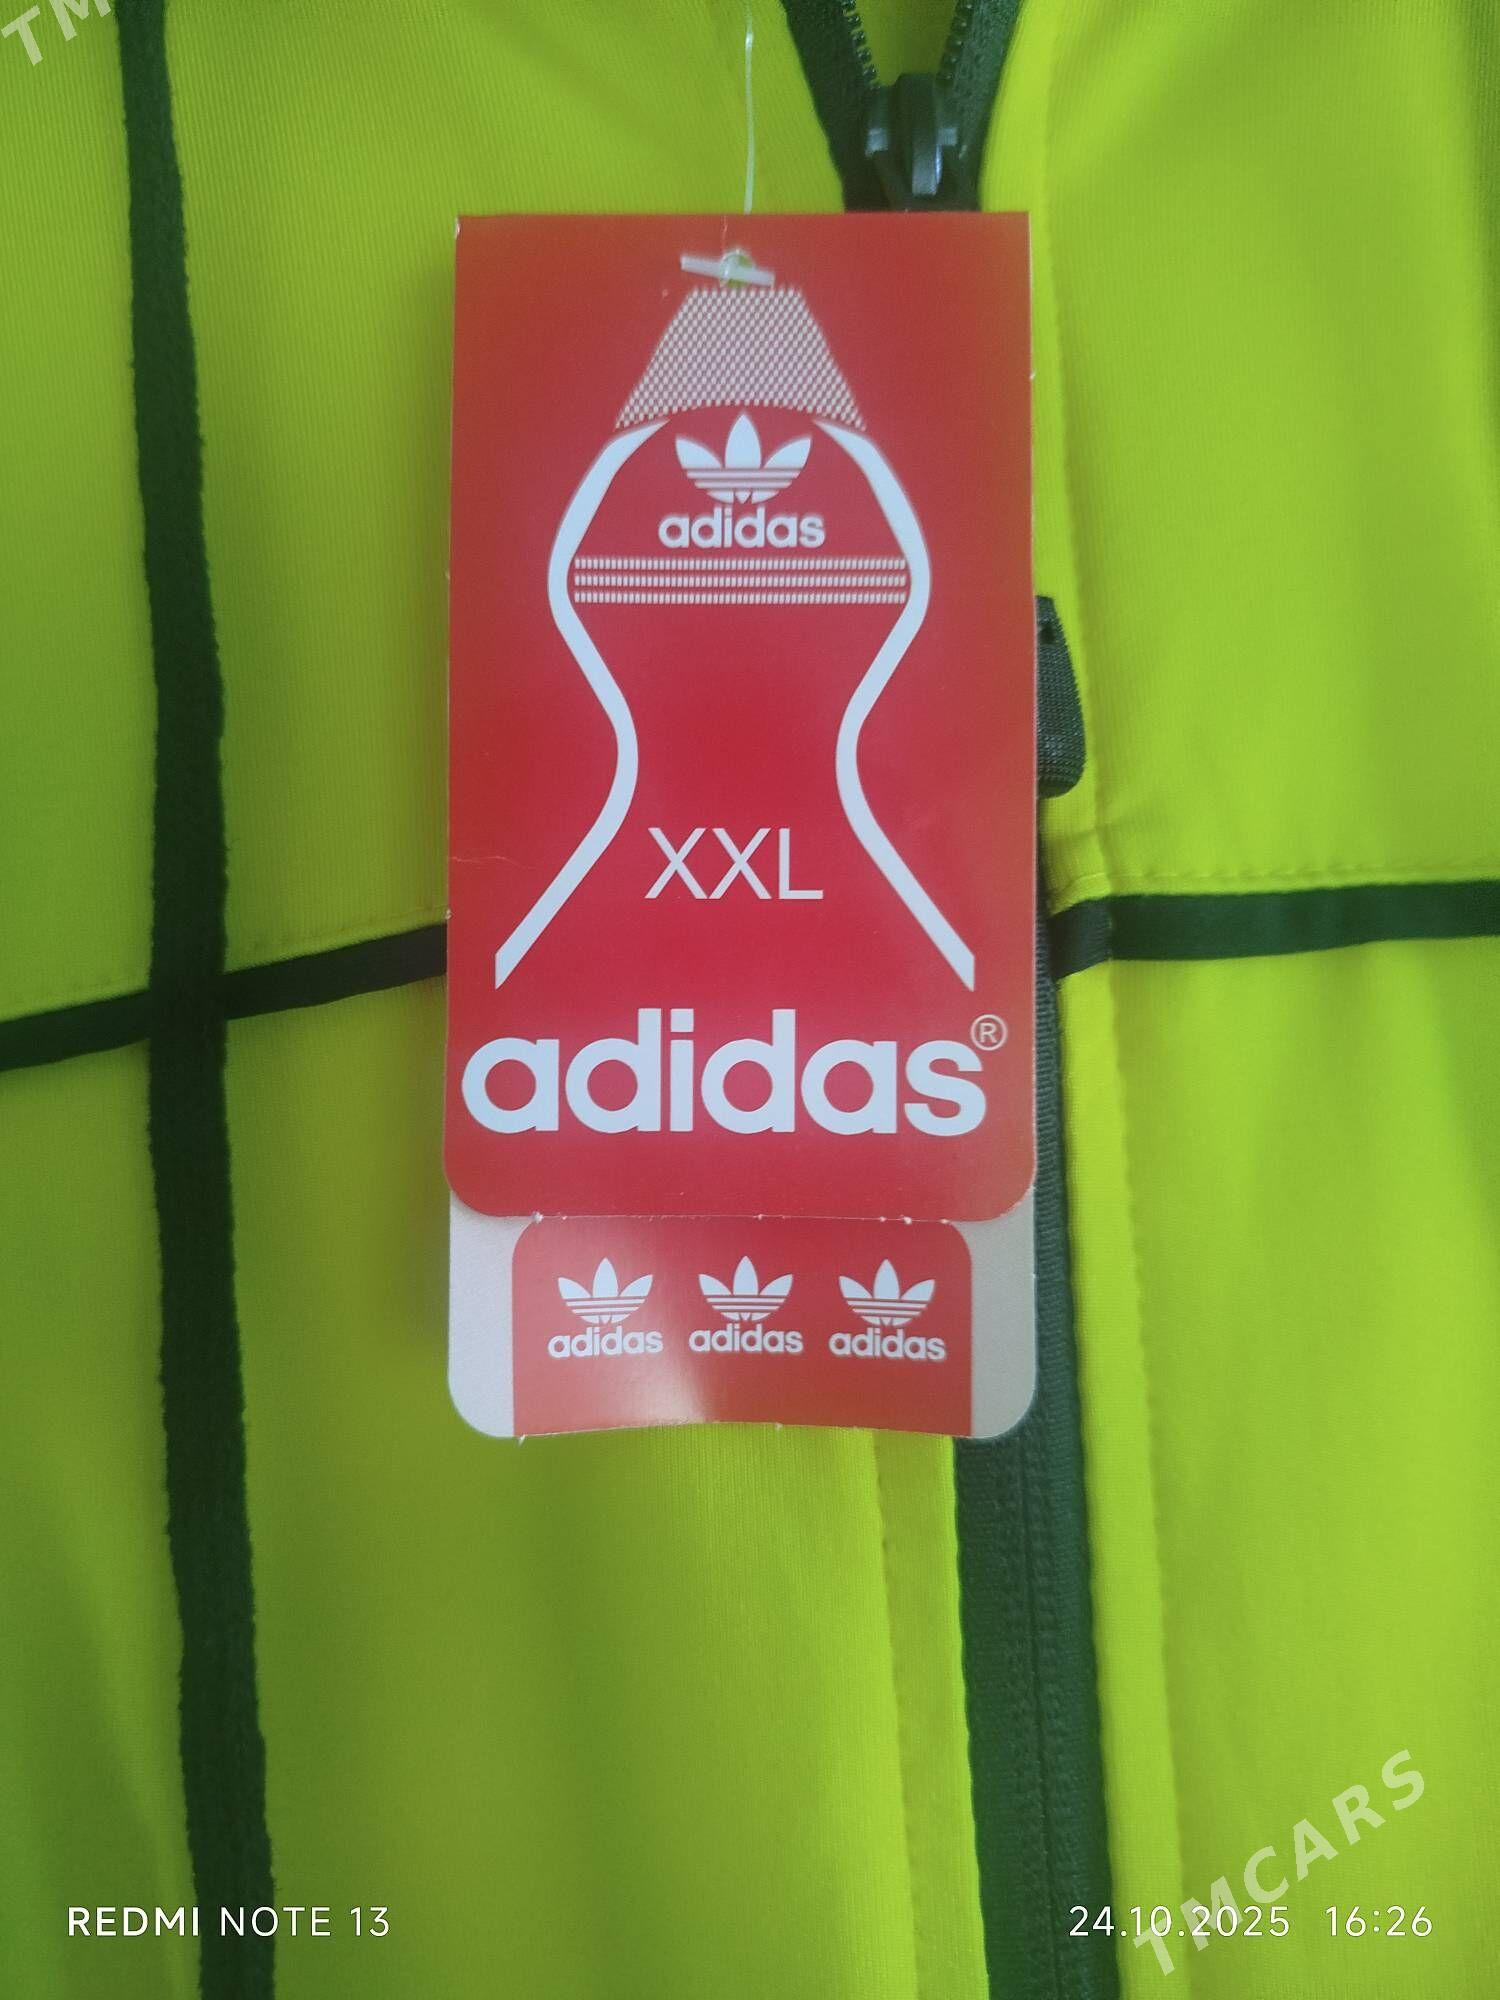 TM
adidas
XXL
adidas®
adidas adidas adidas
REDMI NOTE 13
24.10.2025 16:26
TMCARS